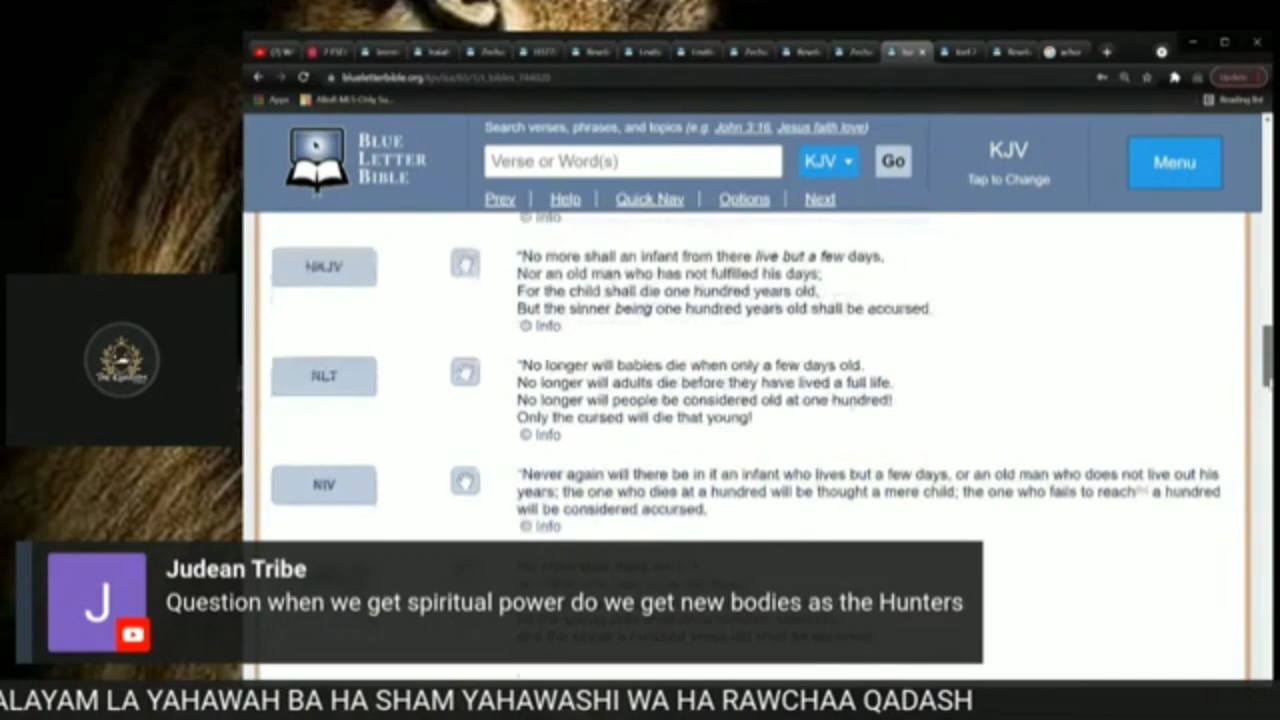 blueletterbible.org
Apps
Reading list
BLUE
LETTER
BIBLE
Search verses, phrases, and topics (e.g. John 3:16, Jesus faith love)
Verse or Word(s)
KJV
Go
KJV
Tap to Change
Menu
Prev | Help | Quick Nav | Options | Next
© Info
NKJV
"No more shall an infant from there live but a few days,
Nor an old man who has not fulfilled his days;
For the child shall die one hundred years old,
But the sinner being one hundred years old shall be accursed.
© Info
NLT
"No longer will babies die when only a few days old.
No longer will adults die before they have lived a full life.
No longer will people be considered old at one hundred!
Only the cursed will die that young!
© Info
NIV
"Never again will there be in it an infant who lives but a few days, or an old man who does not live out his
years; the one who dies at a hundred will be thought a mere child; the one who fails to reach a hundred
will be considered accursed.
© Info
J
Judean Tribe
Question when we get spiritual power do we get new bodies as the Hunters
ALAYAM LA YAHAWAH BA HA SHAM YAHAWASHI WA HA RAWCHAA QADASH